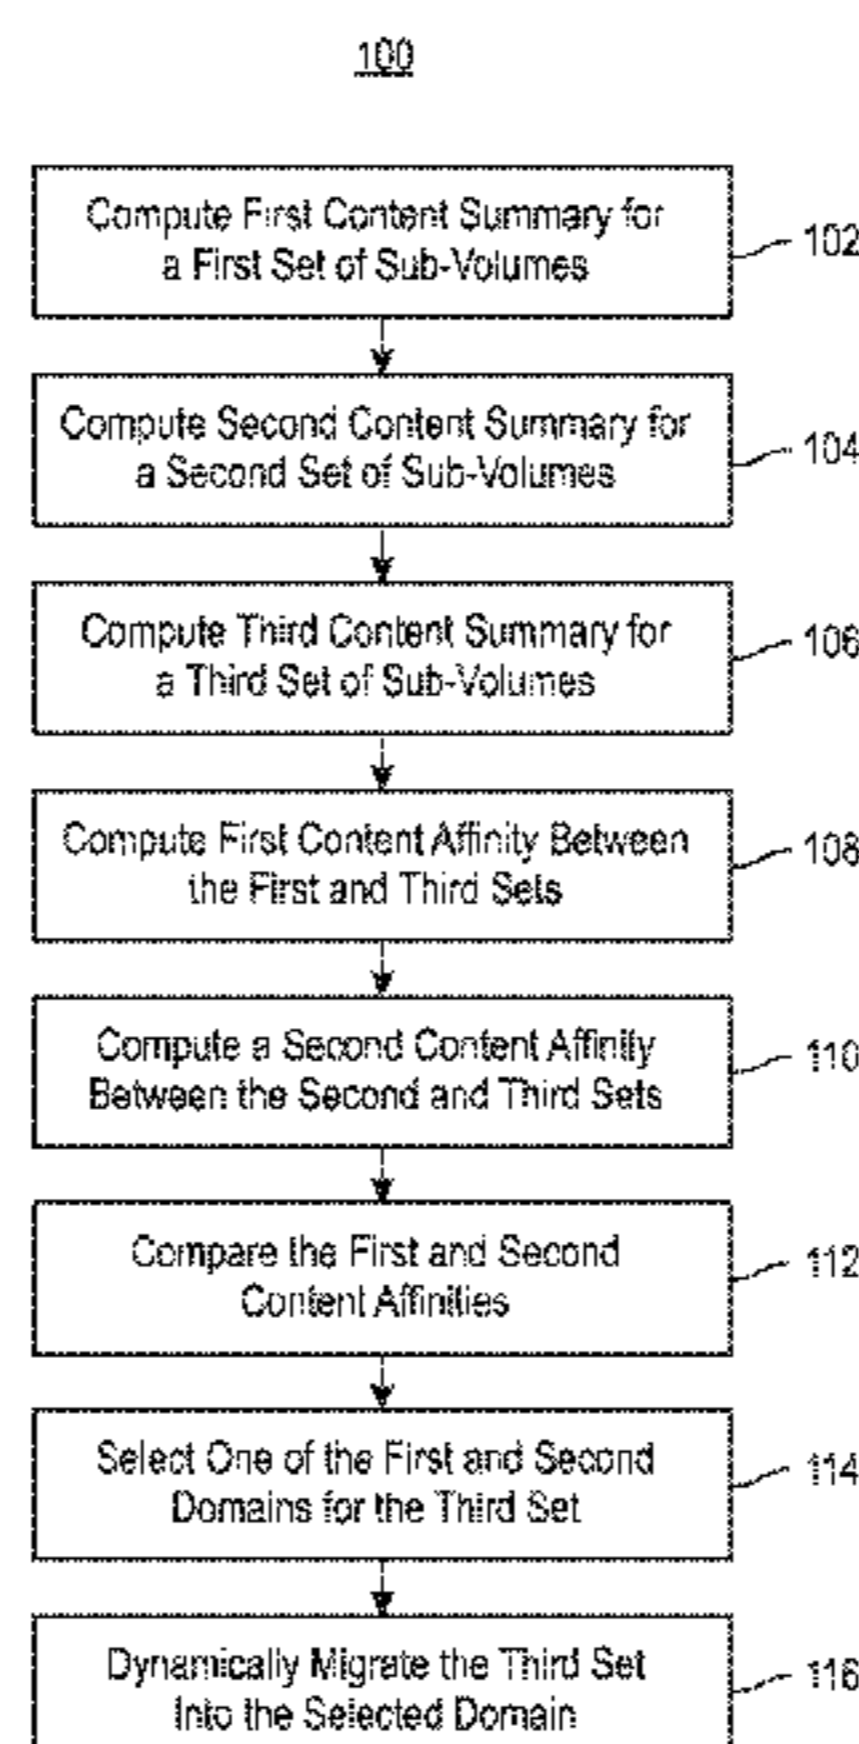 100
Compute First Content Summary for
a First Set of Sub-Volumes
102
Compute Second Content Summary for
a Second Set of Sub-Volumes
104
Compute Third Content Summary for
a Third Set of Sub-Volumes
106
Compute First Content Affinity Between
the First and Third Sets
108
Compute a Second Content Affinity
Between the Second and Third Sets
110
Compare the First and Second
Content Affinities
112
Select One of the First and Second
Domains for the Third Set
114
Dynamically Migrate the Third Set
Into the Selected Domain
116